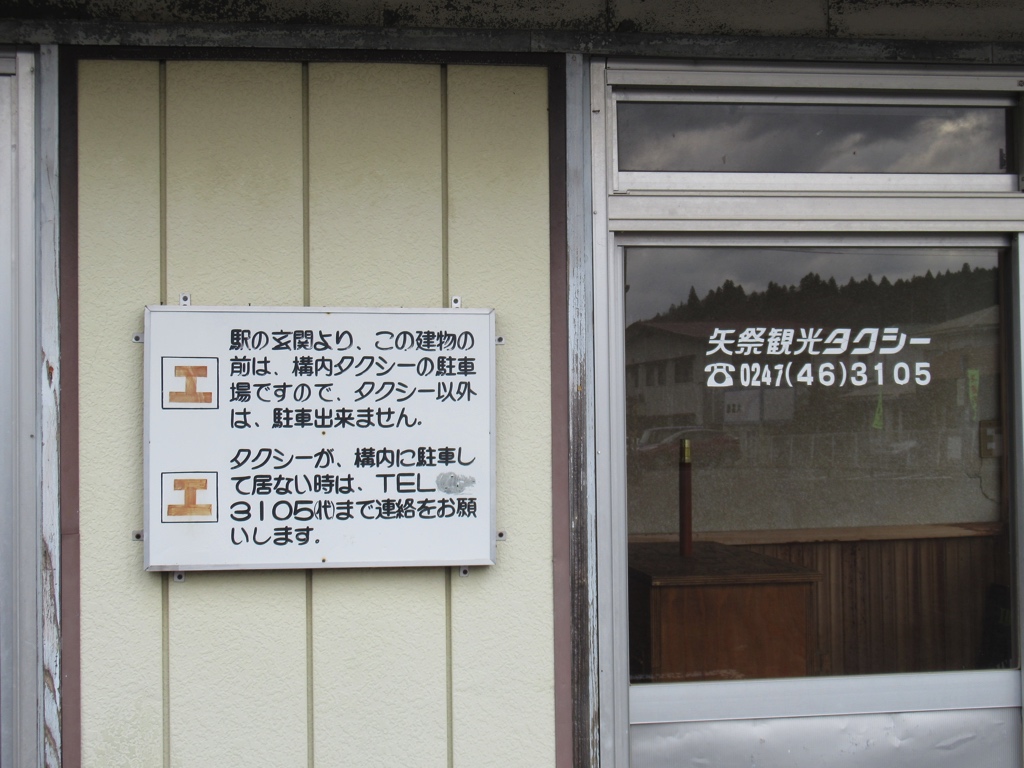 エ
駅の玄関より、この建物の
前は、構内タクシーの駐車
場ですので、タクシー以外
は、駐車出来ません。
エ
タクシーが、構内に駐車し
て居ない時は、TEL
3105㈹まで連絡をお願
いします。
矢祭観光タクシー
☎0247(46)3105